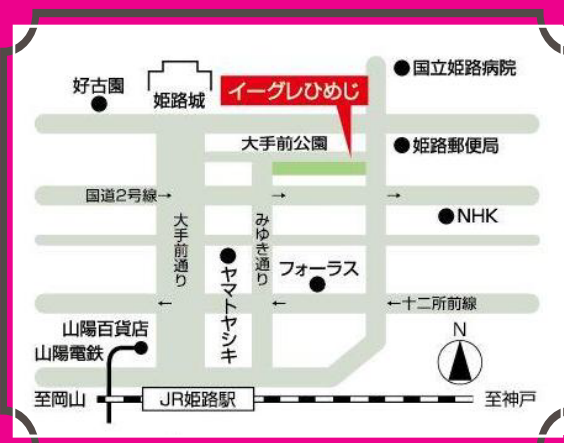 国立姫路病院
好古園
姫路城
イーグレひめじ
大手前公園
姫路郵便局
国道2号線→
→
→
大手前通り
みゆき通り
NHK
ヤマトヤシキ
フォーラス
←
←
←十二所前線
山陽百貨店
山陽電鉄
N
至岡山
JR姫路駅
至神戸